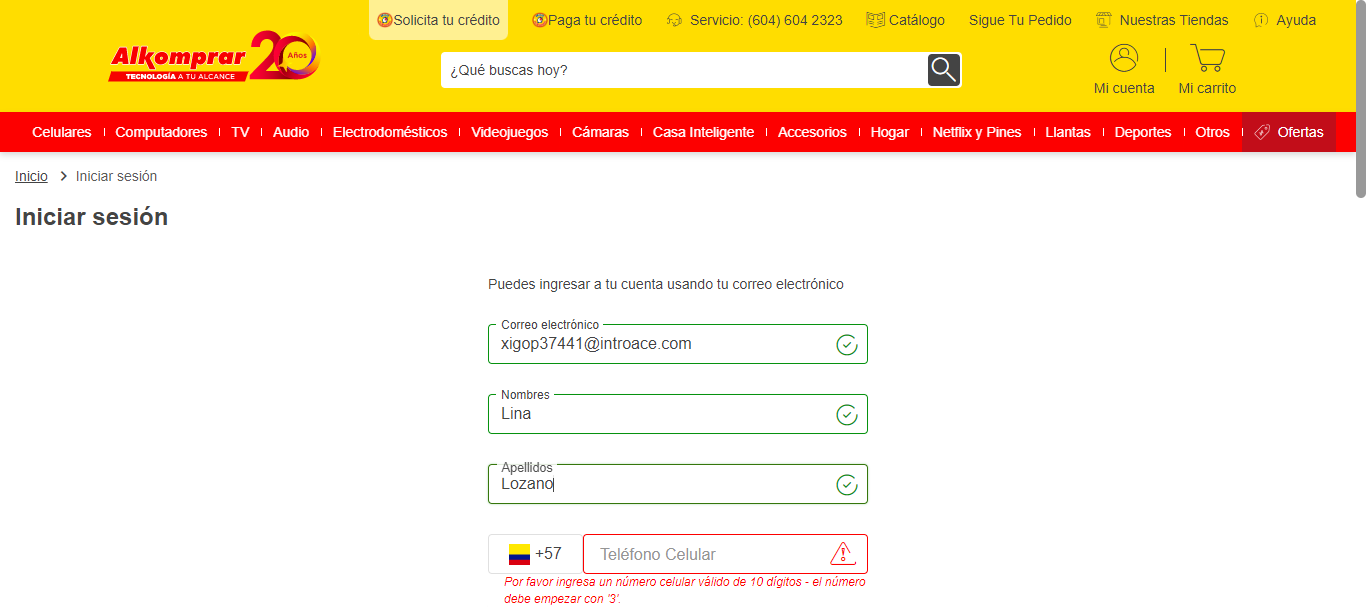 Solicita tu crédito Paga tu crédito Servicio: (604) 604 2323 Catálogo Sigue Tu Pedido Nuestras Tiendas Ayuda
Alkomprar 20 Años
TECNOLOGÍA A TU ALCANCE
¿Qué buscas hoy?
Mi cuenta Mi carrito
Celulares Computadores TV Audio Electrodomésticos Videojuegos Cámaras Casa Inteligente Accesorios Hogar Netflix y Pines Llantas Deportes Otros Ofertas
Inicio > Iniciar sesión
Iniciar sesión
Puedes ingresar a tu cuenta usando tu correo electrónico
Correo electrónico
xigop37441@introace.com
Nombres
Lina
Apellidos
Lozano
+57 Teléfono Celular
Por favor ingresa un número celular válido de 10 dígitos - el número
debe empezar con '3'.